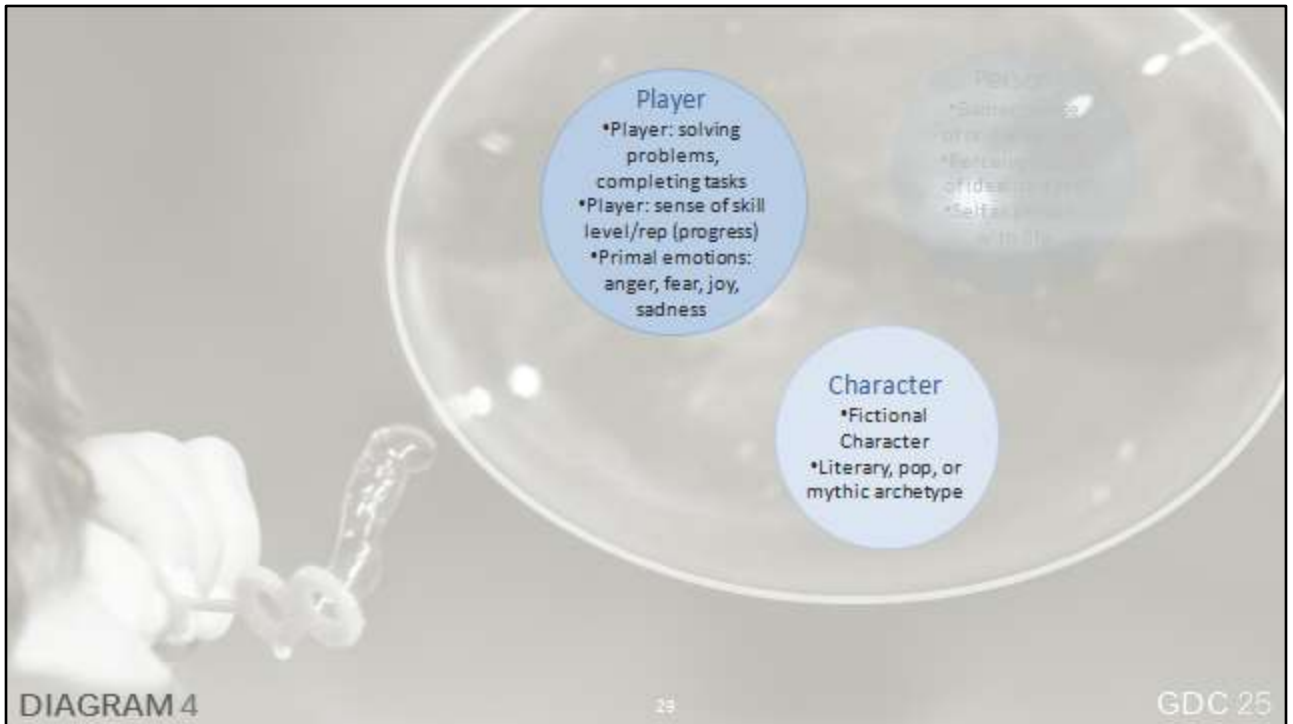 Player
•Player: solving
problems,
completing tasks
•Player: sense of skill
level/rep (progress)
•Primal emotions:
anger, fear, joy,
sadness
Character
•Fictional
Character
•Literary, pop, or
mythic archetype
DIAGRAM 4
29
GDC 25